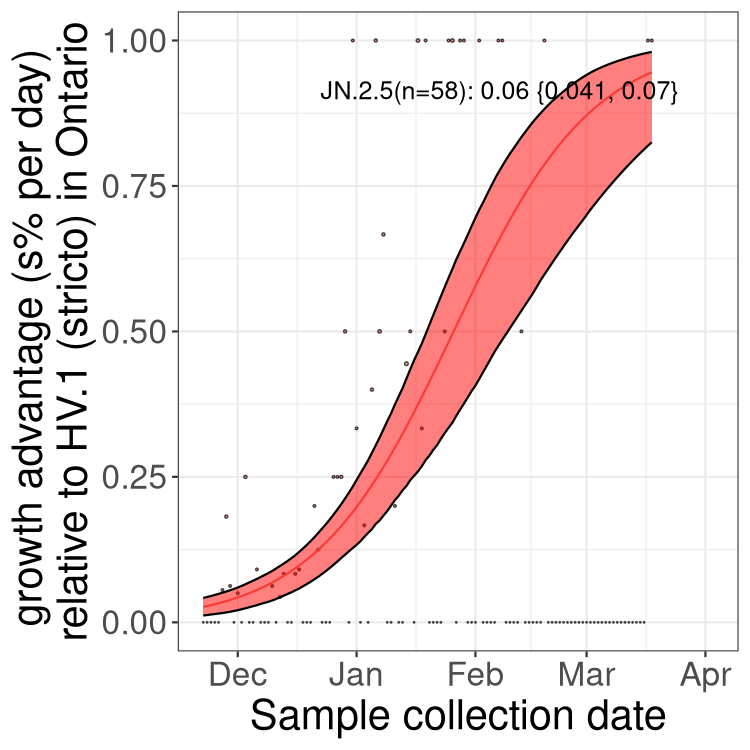 growth advantage (s% per day)
relative to HV.1 (stricto) in Ontario
1.00
0.75
0.50
0.25
0.00
JN.2.5(n=58): 0.06 {0.041, 0.07}
Dec Jan Feb Mar Apr
Sample collection date